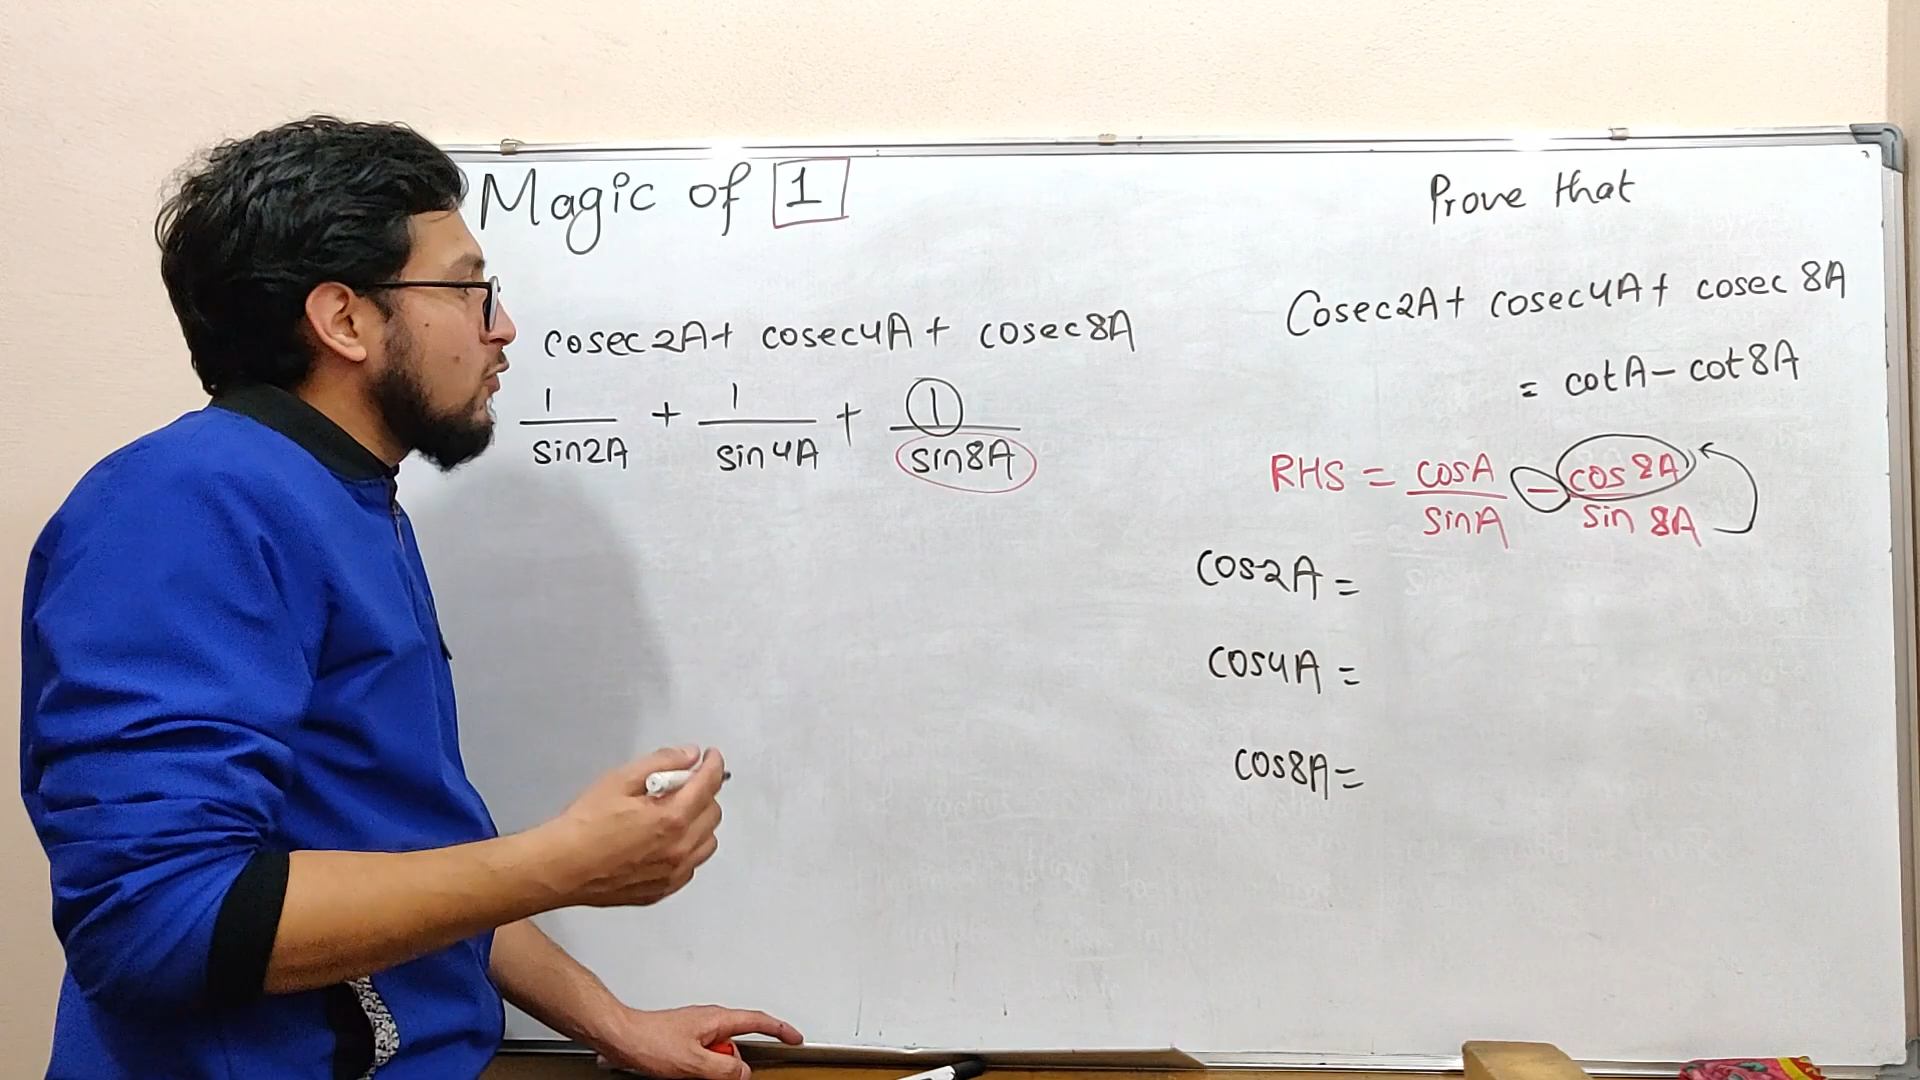 Magic of 1
cosec2A+ cosec4A+ cosec8A
1/sin2A + 1/sin4A + 1/sin8A
Prove that
Cosec2A+ cosec4A+ cosec 8A
= cotA- cot8A
RHS = cosA/sinA - cos8A/sin 8A
cos2A=
cos4A=
cos8A=